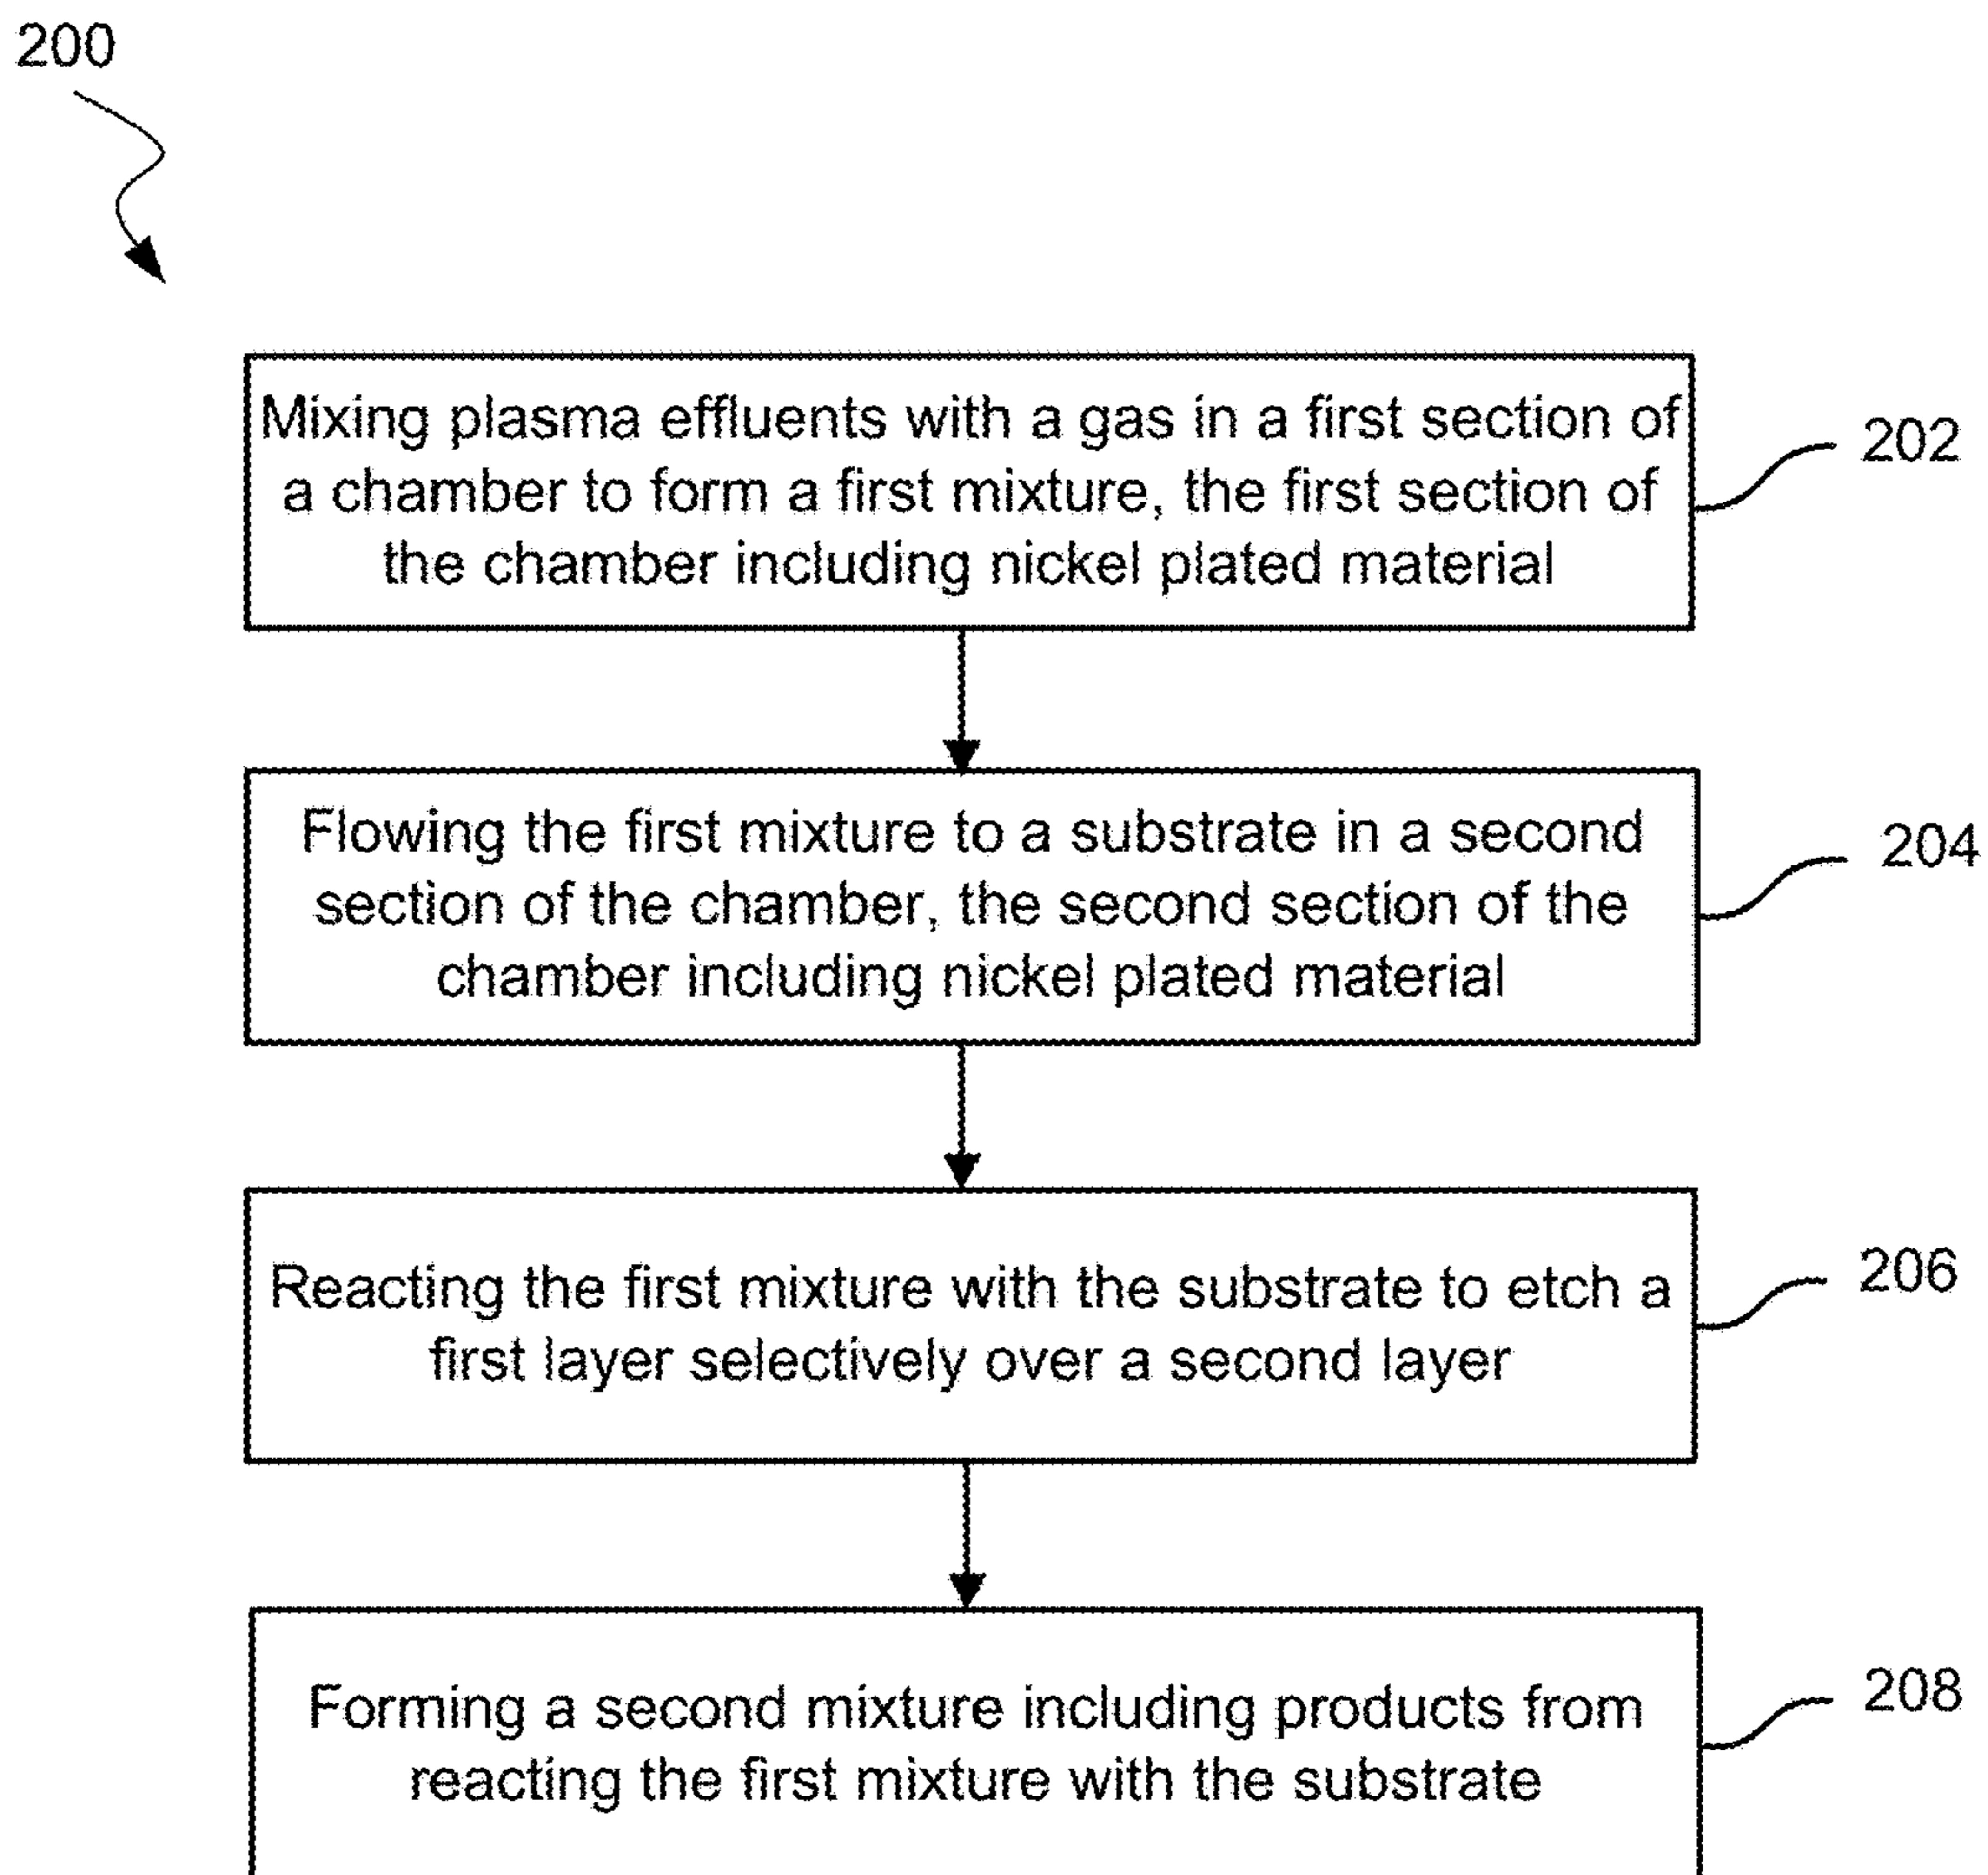 200
Mixing plasma effluents with a gas in a first section of
a chamber to form a first mixture, the first section of
the chamber including nickel plated material
202
Flowing the first mixture to a substrate in a second
section of the chamber, the second section of the
chamber including nickel plated material
204
Reacting the first mixture with the substrate to etch a
first layer selectively over a second layer
206
Forming a second mixture including products from
reacting the first mixture with the substrate
208